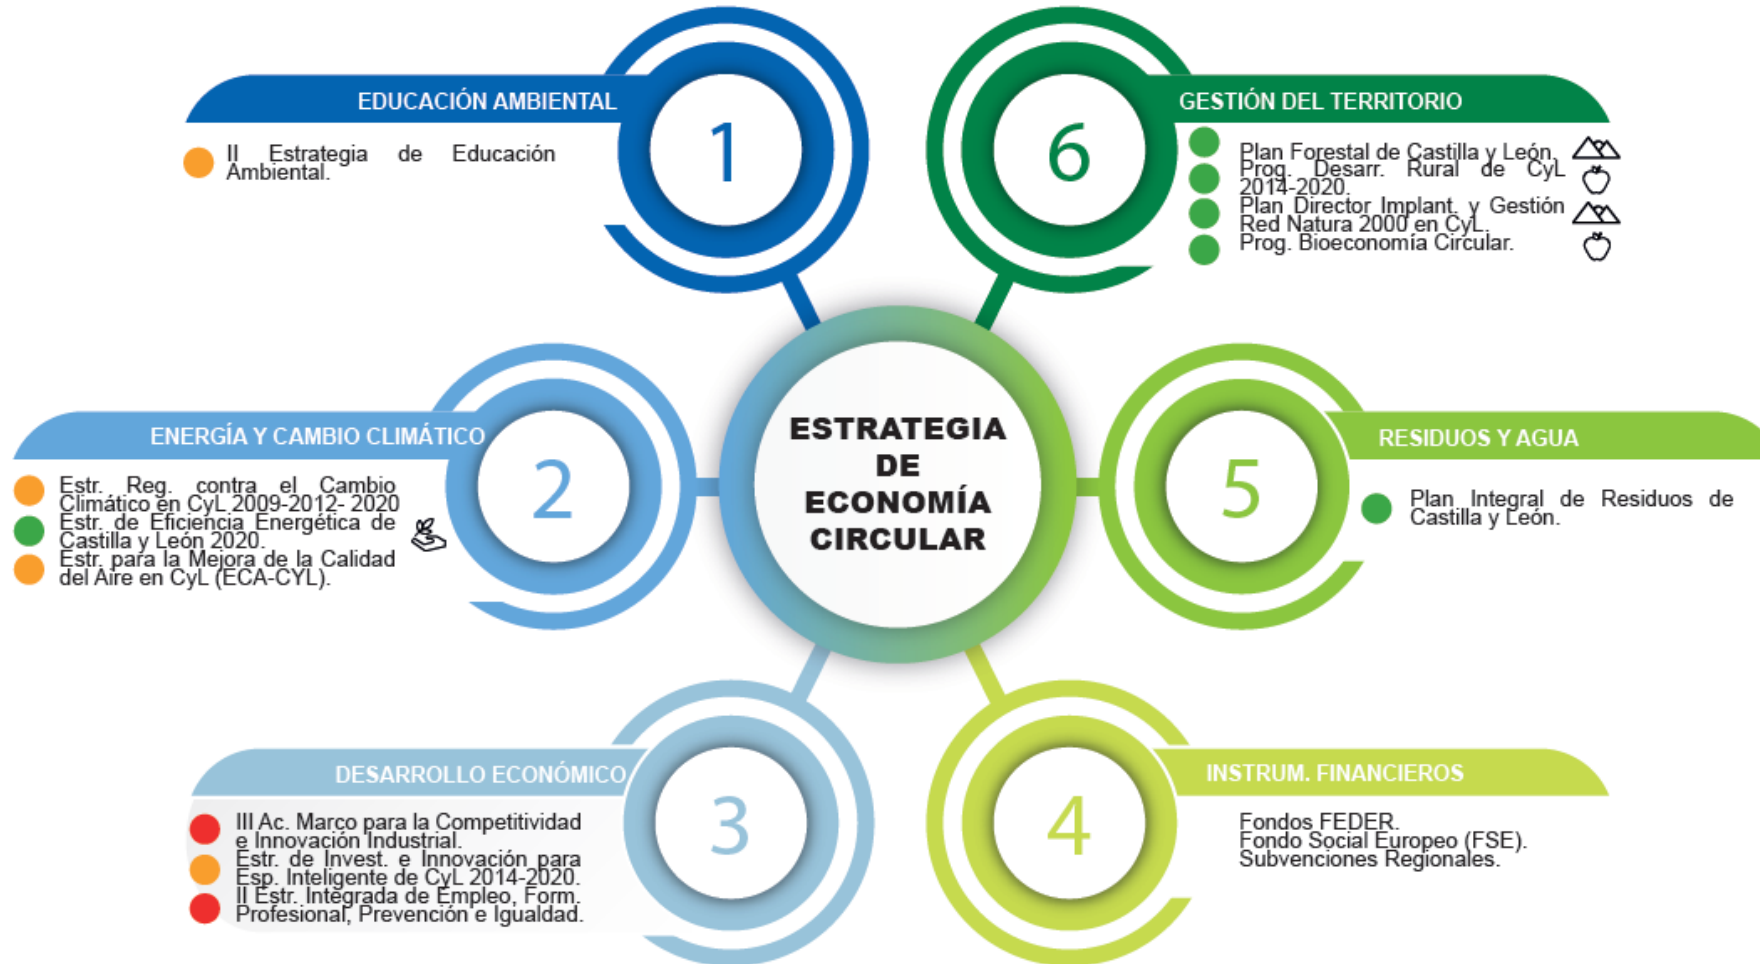 EDUCACIÓN AMBIENTAL
1
II Estrategia de Educación
Ambiental.
ENERGÍA Y CAMBIO CLIMÁTICO
2
Estr. Reg. contra el Cambio
Climático en CyL 2009-2012- 2020
Estr. de Eficiencia Energética de
Castilla y León 2020.
Estr. para la Mejora de la Calidad
del Aire en CyL (ECA-CYL).
DESARROLLO ECONÓMICO
3
III Ac. Marco para la Competitividad
e Innovación Industrial.
Estr. de Invest. e Innovación para
Esp. Inteligente de CyL 2014-2020.
II Estr. Integrada de Empleo, Form.
Profesional, Prevención e Igualdad.
ESTRATEGIA
DE
ECONOMÍA
CIRCULAR
6
GESTIÓN DEL TERRITORIO
Plan Forestal de Castilla y León.
Prog. Desarr. Rural de CyL
2014-2020.
Plan Director Implant. y Gestión
Red Natura 2000 en CyL.
Prog. Bioeconomía Circular.
5
RESIDUOS Y AGUA
Plan Integral de Residuos de
Castilla y León.
4
INSTRUM. FINANCIEROS
Fondos FEDER.
Fondo Social Europeo (FSE).
Subvenciones Regionales.